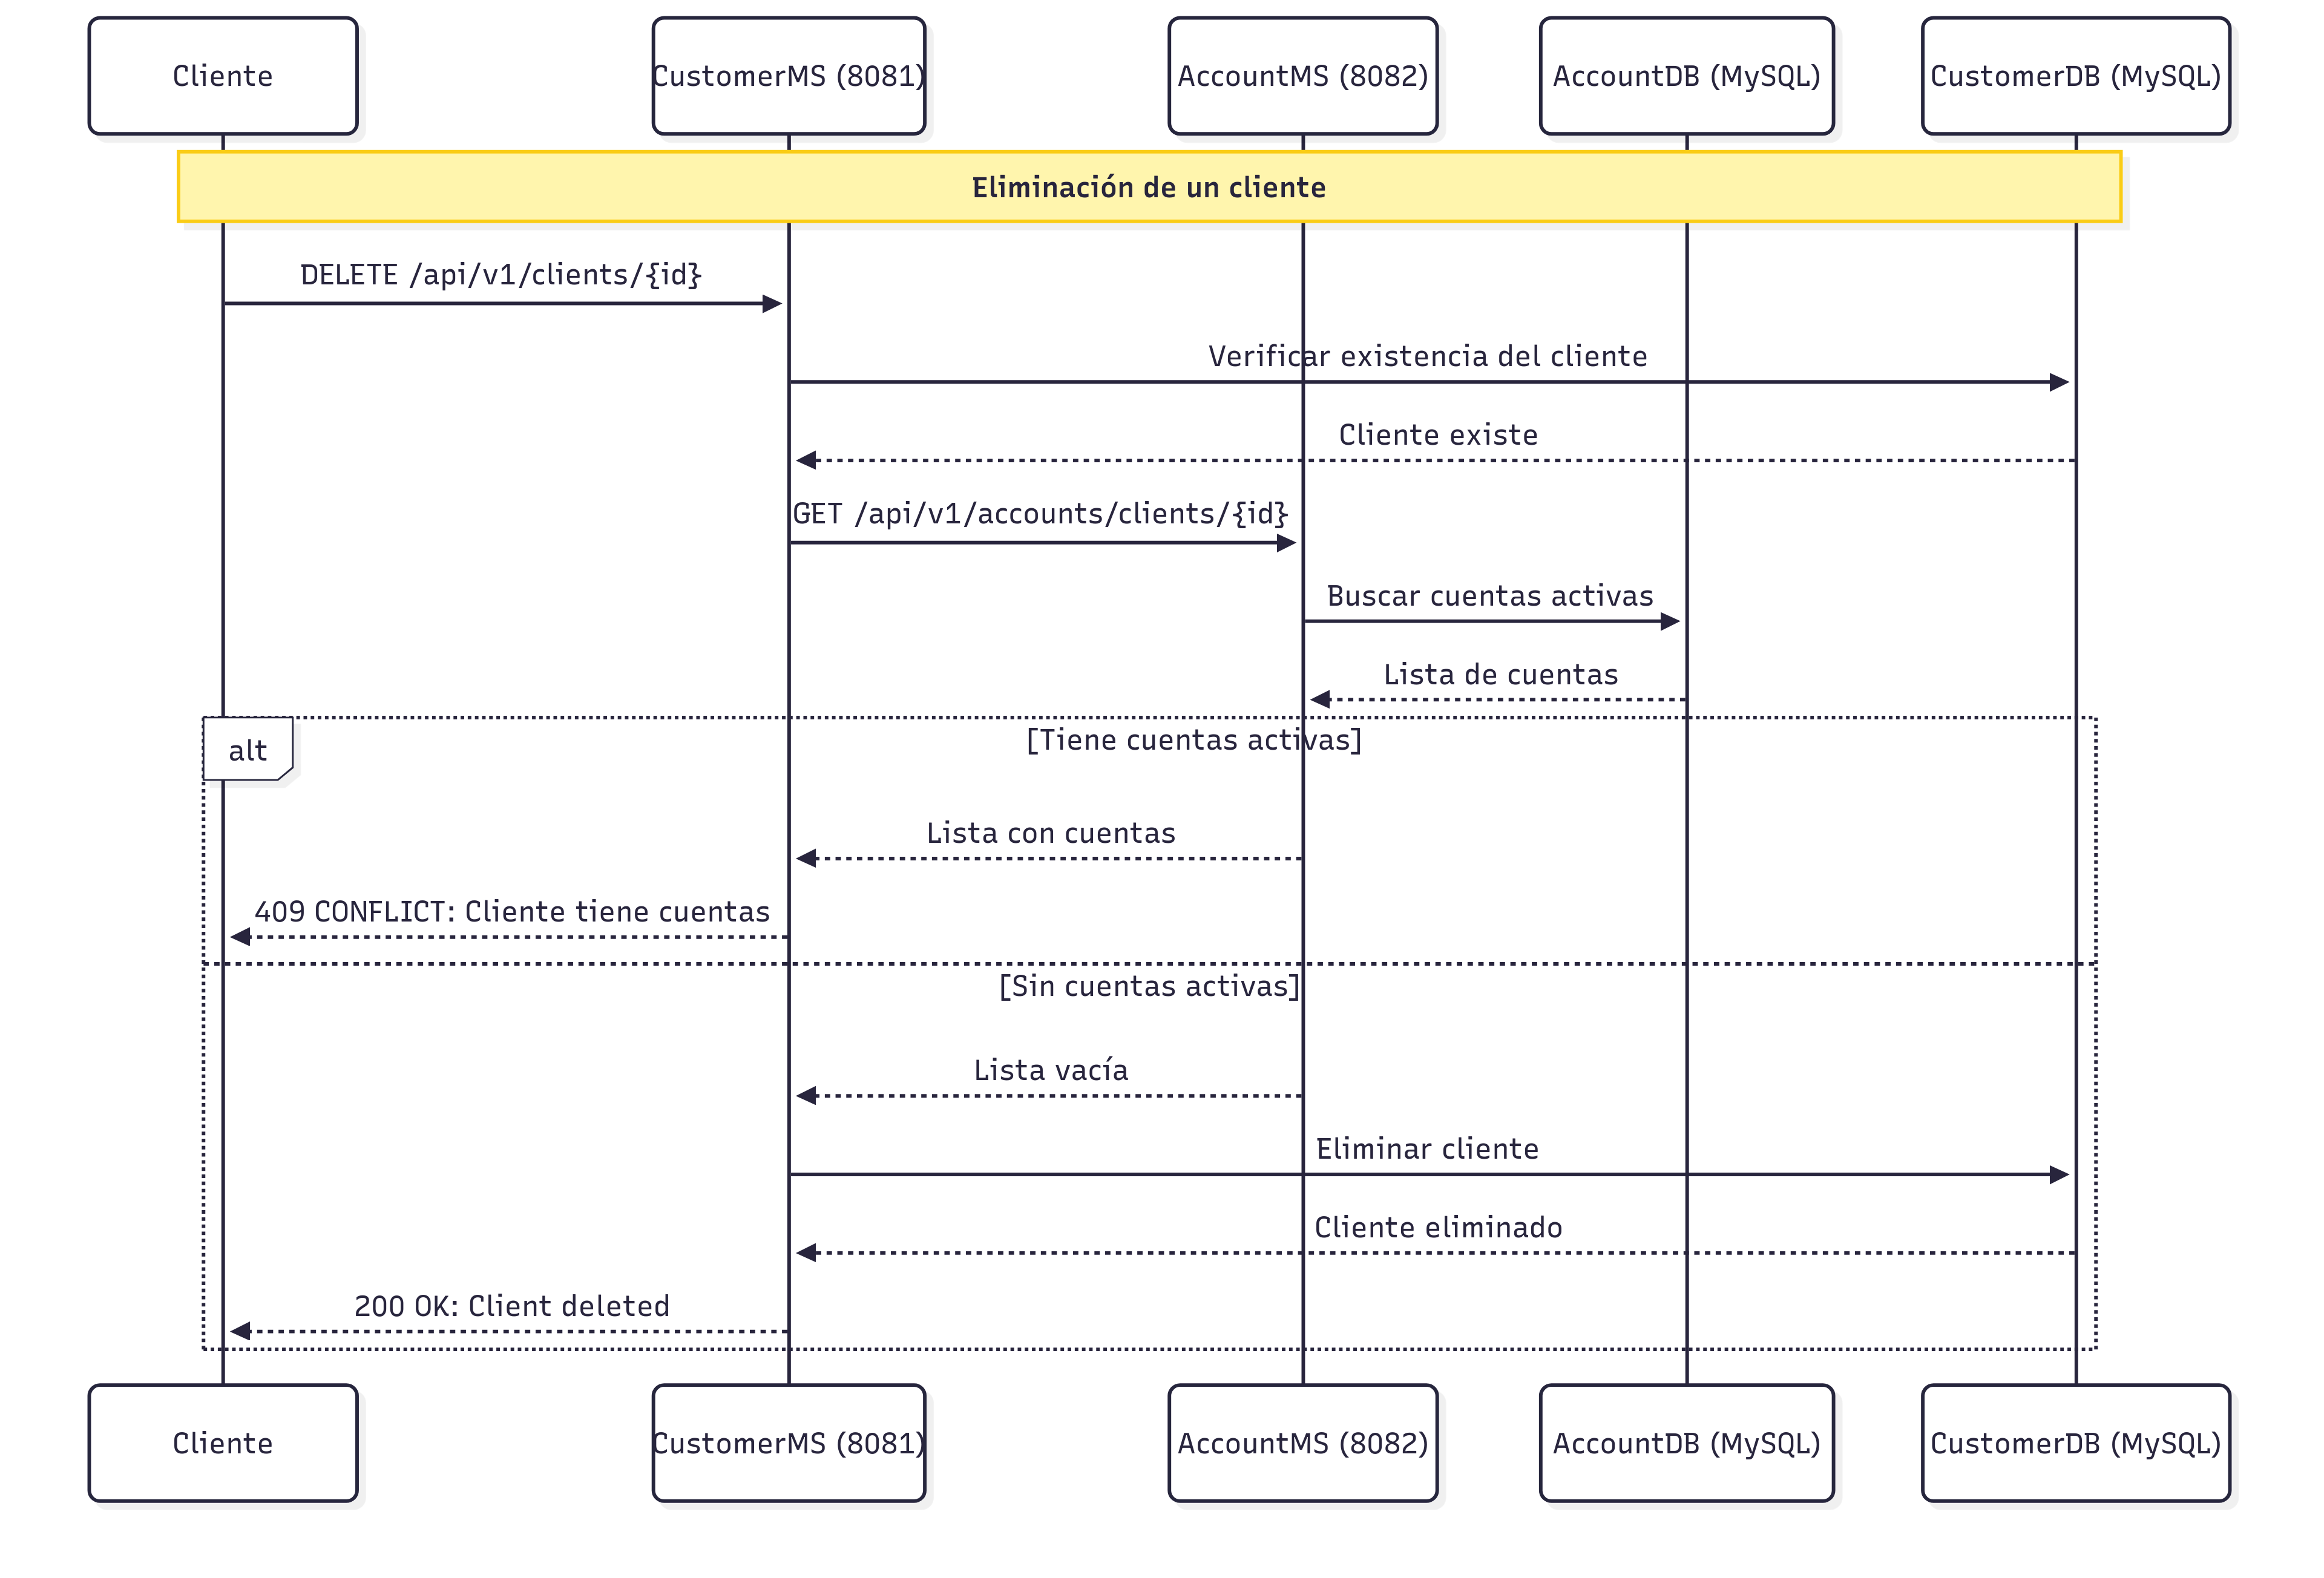 Cliente
CustomerMS (8081)
AccountMS (8082)
AccountDB (MySQL)
CustomerDB (MySQL)
Eliminación de un cliente
DELETE /api/v1/clients/{id}
Verificar existencia del cliente
Cliente existe
GET /api/v1/accounts/clients/{id}
Buscar cuentas activas
Lista de cuentas
alt
[Tiene cuentas activas]
Lista con cuentas
409 CONFLICT: Cliente tiene cuentas
[Sin cuentas activas]
Lista vacía
Eliminar cliente
Cliente eliminado
200 OK: Client deleted
Cliente
CustomerMS (8081)
AccountMS (8082)
AccountDB (MySQL)
CustomerDB (MySQL)